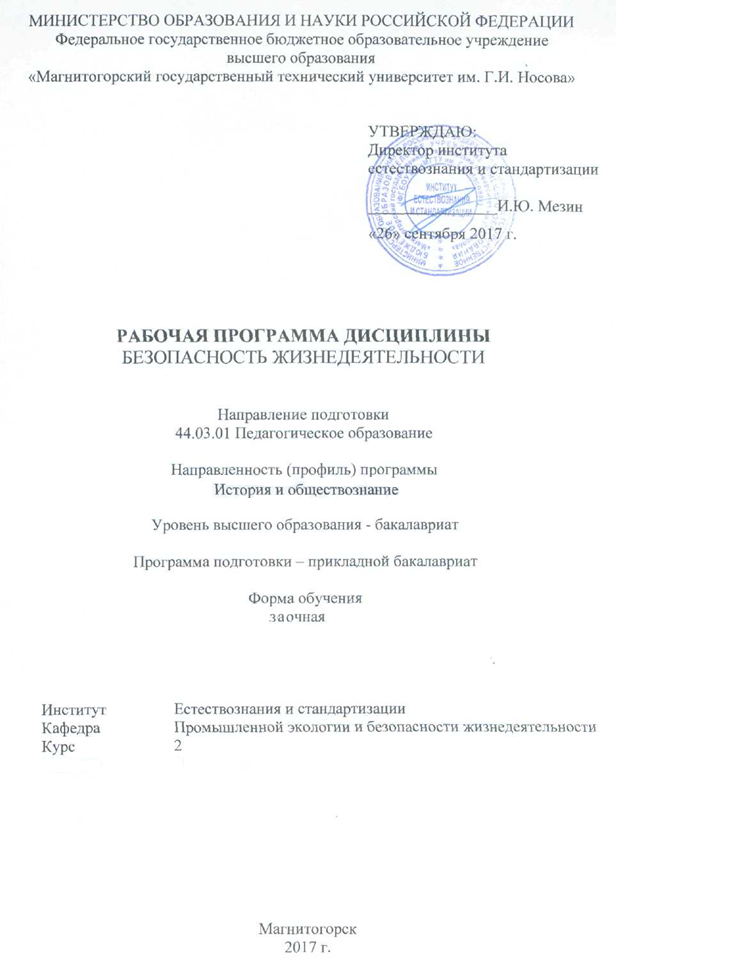 МИНИСТЕРСТВО ОБРАЗОВАНИЯ И НАУКИ РОССИЙСКОЙ ФЕДЕРАЦИИ
Федеральное государственное бюджетное образовательное учреждение
высшего образования
«Магнитогорский государственный технический университет им. Г.И. Носова»
УТВЕРЖДАЮ:
Директор института
естествознания и стандартизации
ИНСТИТУТ
ЕСТЕСТВОЗНАНИЯ
И СТАНДАРТИЗАЦИИ
И.Ю. Мезин
«26» сентября 2017 г.
РАБОЧАЯ ПРОГРАММА ДИСЦИПЛИНЫ
БЕЗОПАСНОСТЬ ЖИЗНЕДЕЯТЕЛЬНОСТИ
Направление подготовки
44.03.01 Педагогическое образование
Направленность (профиль) программы
История и обществознание
Уровень высшего образования - бакалавриат
Программа подготовки – прикладной бакалавриат
Форма обучения
заочная
Институт Естествознания и стандартизации
Кафедра Промышленной экологии и безопасности жизнедеятельности
Курс 2
Магнитогорск
2017 г.